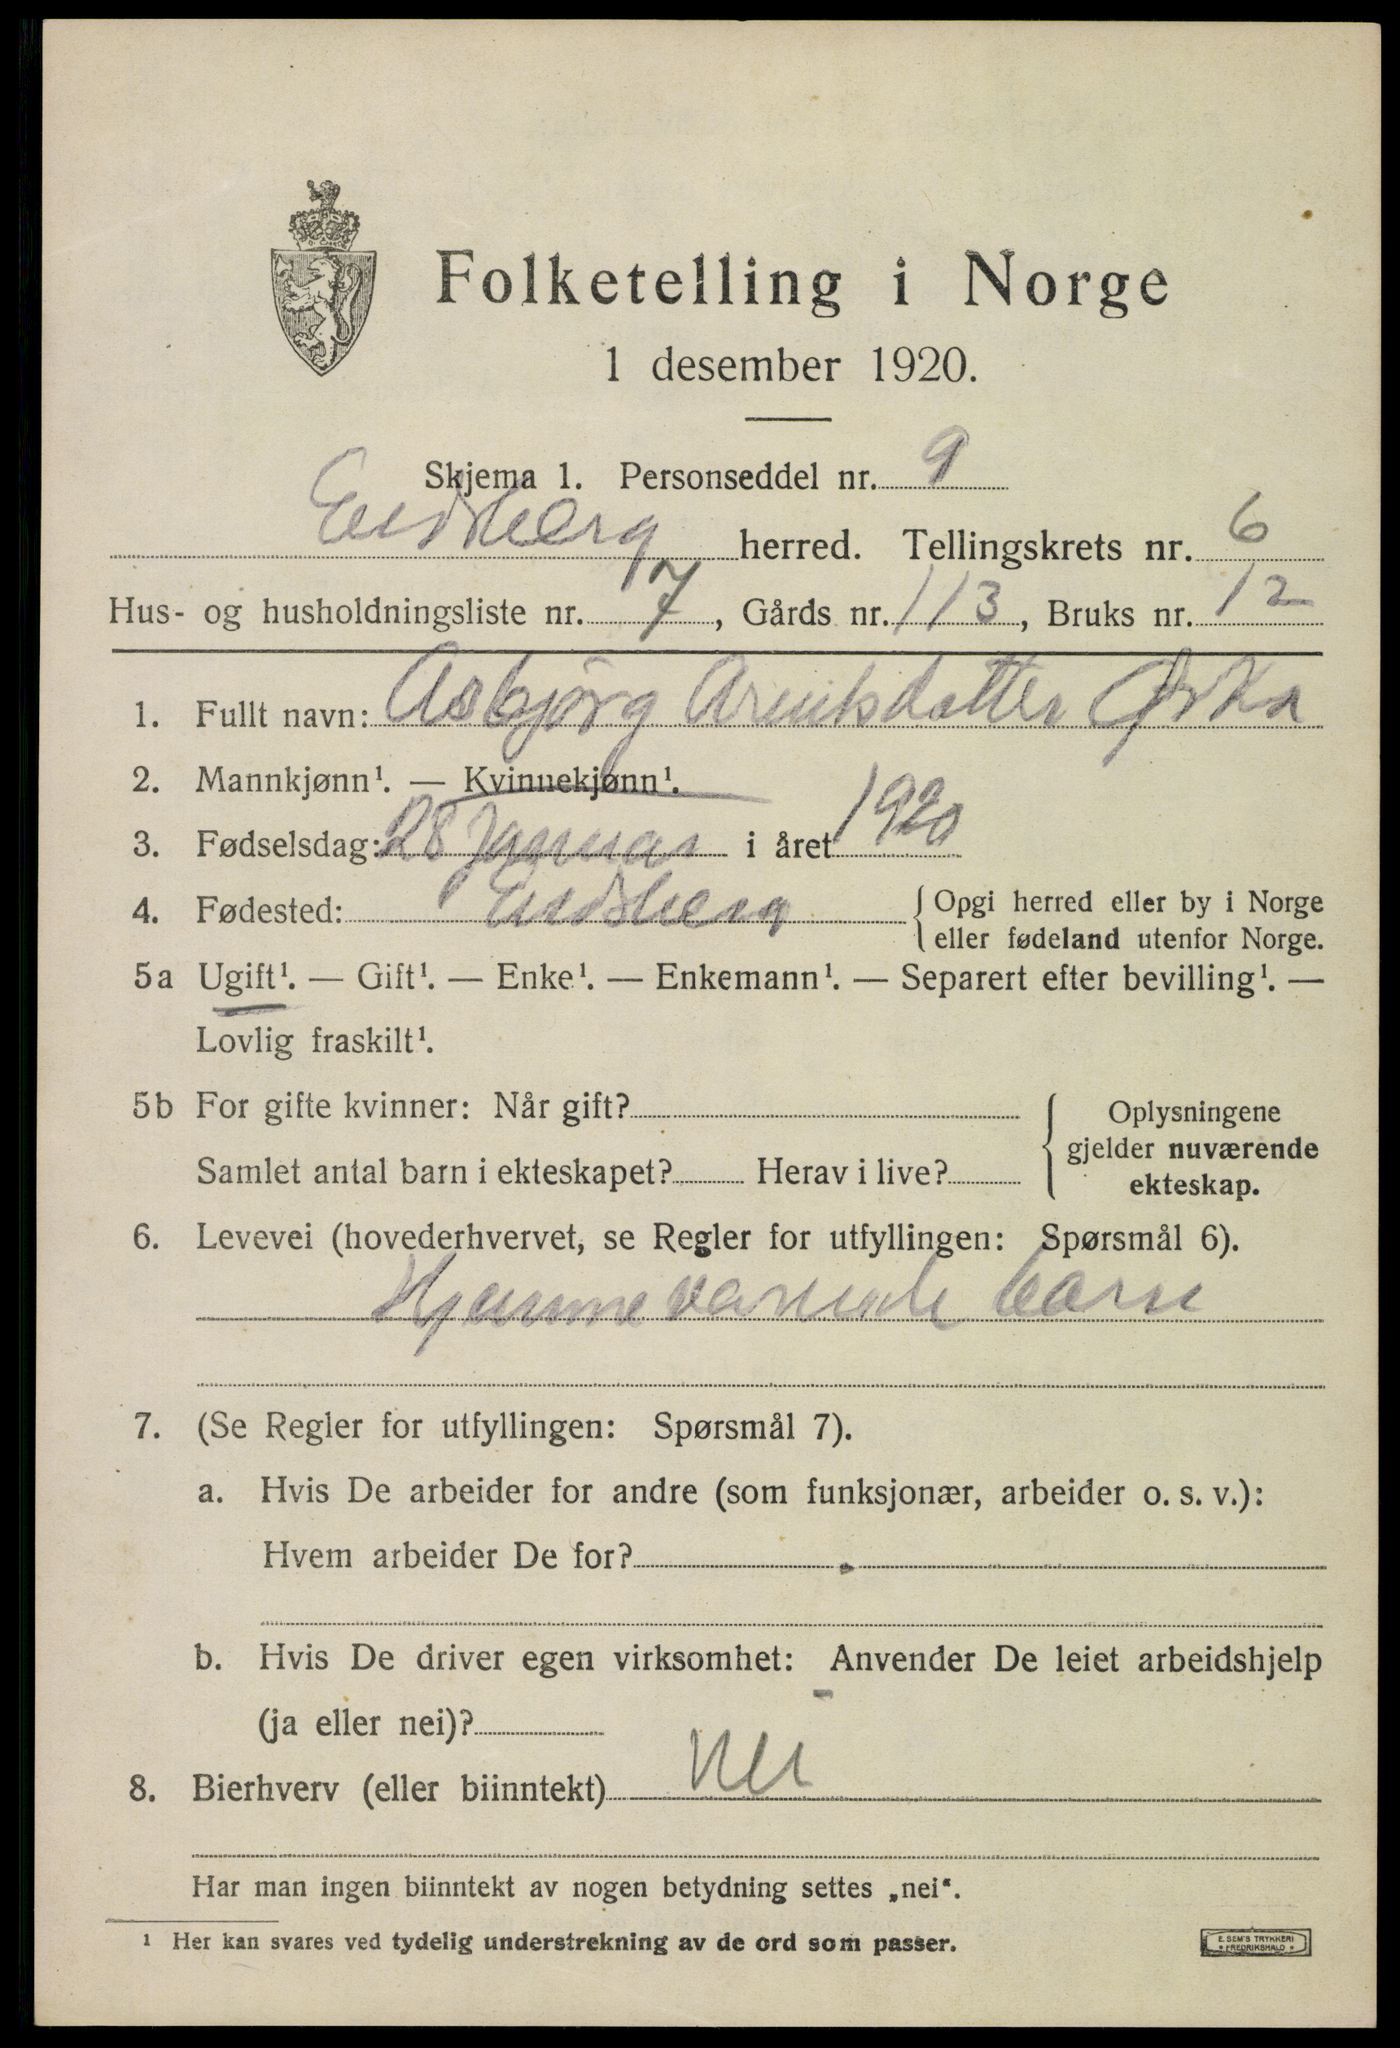 Folketelling i Norge
1 desember 1920.
Skjema 1. Personseddel nr. 9
Eidsberg herred. Tellingskrets nr. 6
Hus- og husholdningsliste nr. 7, Gårds nr. 113, Bruks nr. 12
1. Fullt navn: Asbjørg Arentsdatter
2. Mannkjønn¹. — Kvinnekjønn¹.
3. Fødselsdag: 28 Januar i året 1920
4. Fødested: Eidsberg { Opgi herred eller by i Norge
eller fødeland utenfor Norge.
5a Ugift¹. — Gift¹. — Enke¹. — Enkemann¹. — Separert efter bevilling¹. —
Lovlig fraskilt¹.
5b For gifte kvinner: Når gift? { Oplysningene
gjelder nuværende
Samlet antal barn i ekteskapet? Herav i live? ekteskap.
6. Levevei (hovederhvervet, se Regler for utfyllingen: Spørsmål 6).
Hjemmeværende barn
7. (Se Regler for utfyllingen: Spørsmål 7).
a. Hvis De arbeider for andre (som funksjonær, arbeider o. s. v.):
Hvem arbeider De for?
b. Hvis De driver egen virksomhet: Anvender De leiet arbeidshjelp
(ja eller nei)?
8. Bierhverv (eller biinntekt) Nei
Har man ingen biinntekt av nogen betydning settes „nei“.
¹ Her kan svares ved tydelig understrekning av de ord som passer.
E. SEM'S TRYKKERI
* FREDRIKSHALD *